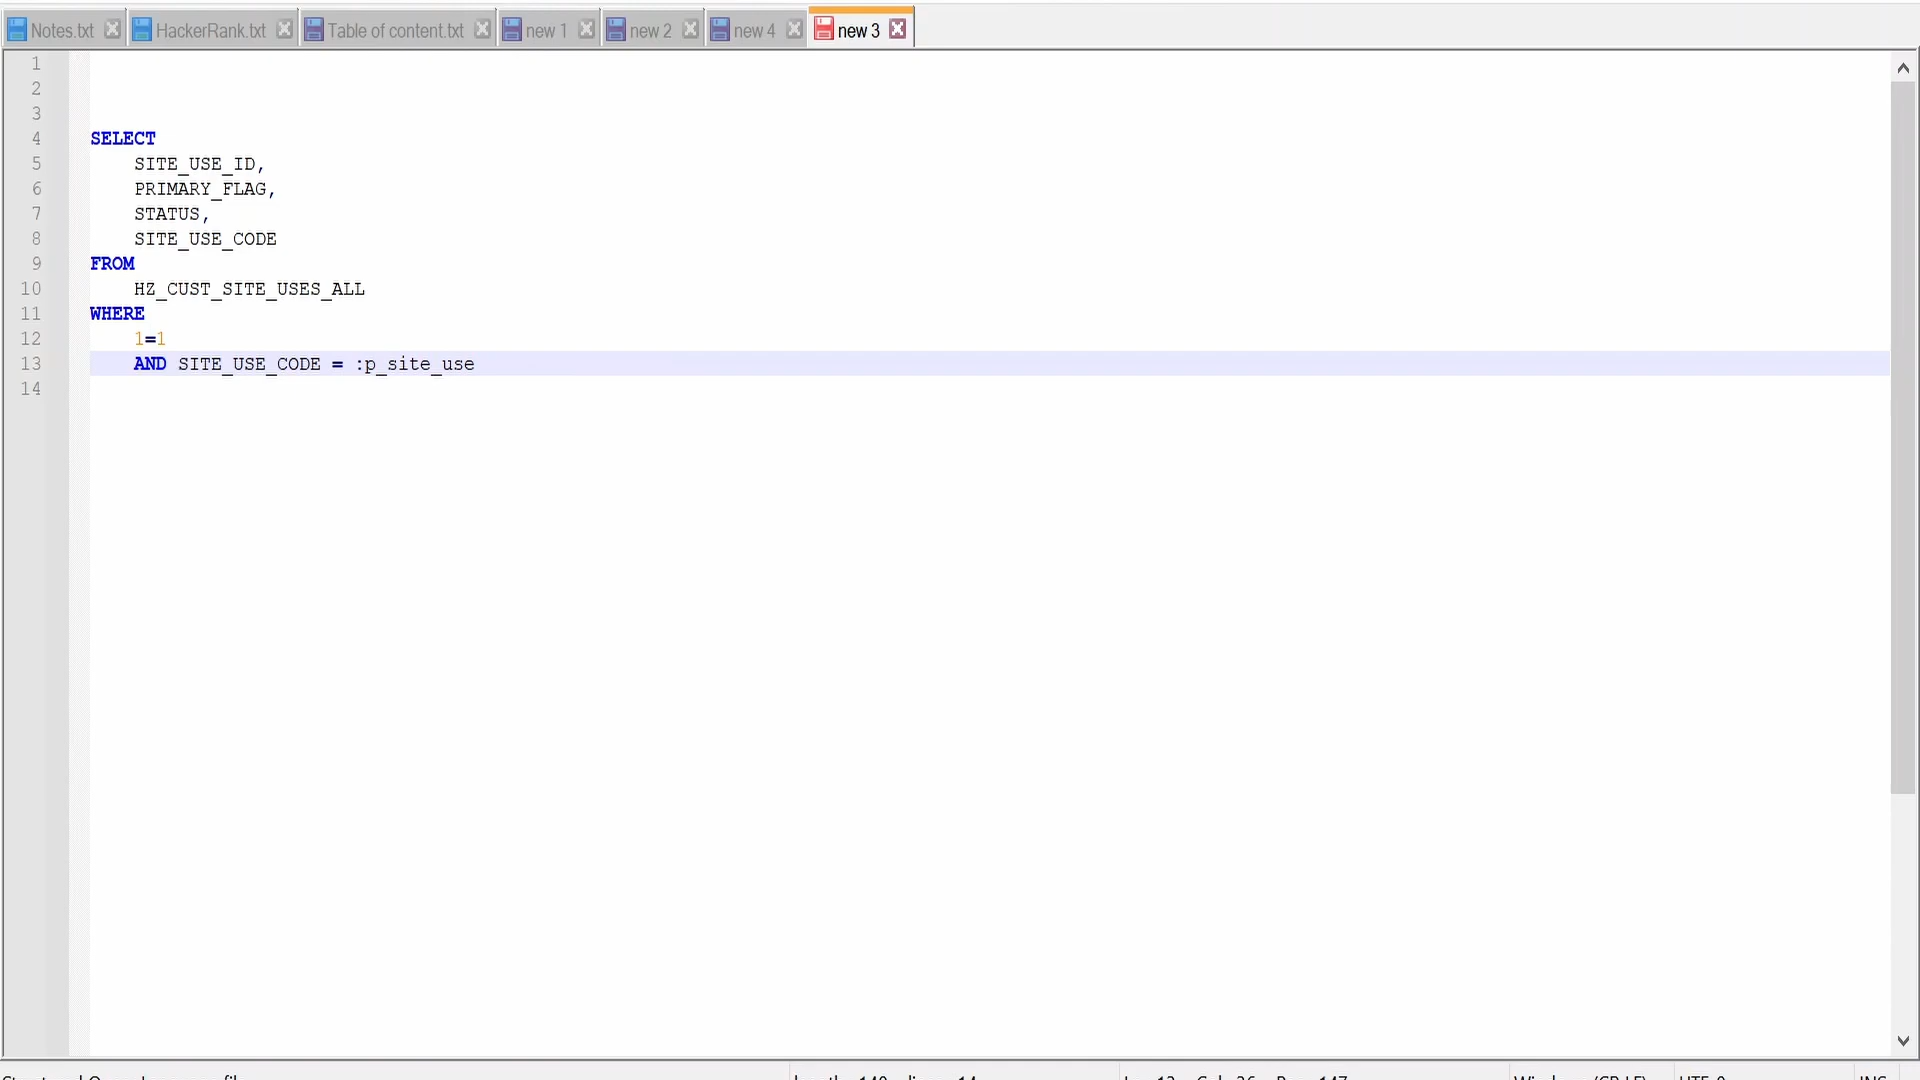 Notes.txt HackerRank.txt Table of content.txt new 1 new 2 new 4 new 3
1
2
3
4 SELECT
5 SITE_USE_ID,
6 PRIMARY_FLAG,
7 STATUS,
8 SITE_USE_CODE
9 FROM
10 HZ_CUST_SITE_USES_ALL
11 WHERE
12 1=1
13 AND SITE_USE_CODE = :p_site_use
14